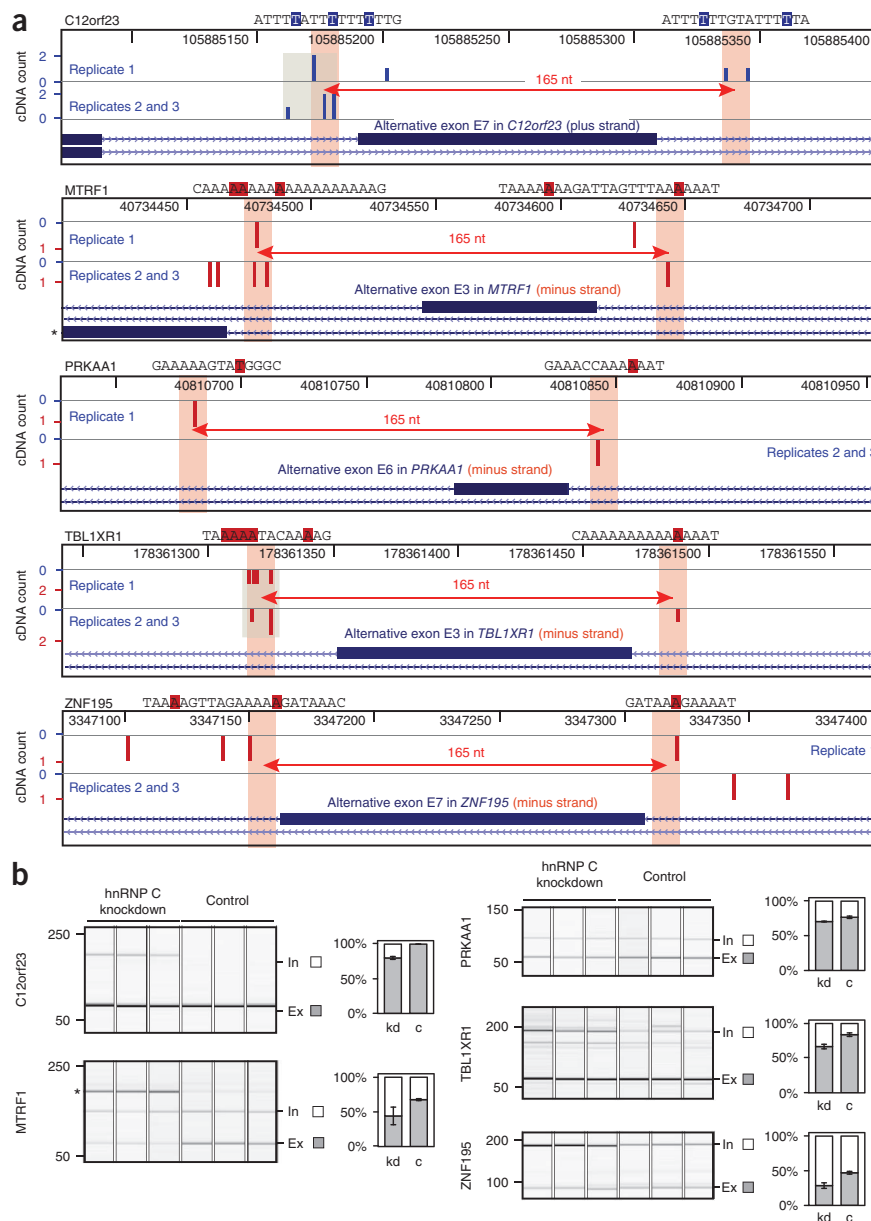 a
C12orf23
ATTTTATTTTTTTTTG
ATTTTTTGTATTTTTA
105885150
105885200
105885250
105885300
105885350
105885400
cDNA count
2
0
2
0
Replicate 1
Replicates 2 and 3
165 nt
Alternative exon E7 in C12orf23 (plus strand)
MTRF1
CAAAAAAAAAAAAAAAAAAAG
TAAAAAAAGATTAGTTTAAAAAAT
40734450
40734500
40734550
40734600
40734650
40734700
cDNA count
0
1
0
1
Replicate 1
Replicates 2 and 3
165 nt
Alternative exon E3 in MTRF1 (minus strand)
*
PRKAA1
GAAAAAGTATGGGC
GAAACCAAAAAAT
40810700
40810750
40810800
40810850
40810900
40810950
cDNA count
0
1
0
1
Replicate 1
165 nt
Replicates 2 and 3
Alternative exon E6 in PRKAA1 (minus strand)
TBL1XR1
TAAAAATACAAAAG
CAAAAAAAAAAAAAAT
178361300
178361350
178361400
178361450
178361500
178361550
cDNA count
0
2
0
2
Replicate 1
Replicates 2 and 3
165 nt
Alternative exon E3 in TBL1XR1 (minus strand)
ZNF195
TAAAAGTTAGAAAAAGATAAAC
GATAAAGAAAAT
3347100
3347150
3347200
3347250
3347300
3347350
3347400
cDNA count
0
1
0
1
Replicate
Replicates 2 and 3
165 nt
Alternative exon E7 in ZNF195 (minus strand)
b
hnRNP C
knockdown
Control
C12orf23
250
50
In
Ex
100%
50%
0%
kd c
MTRF1
250
*
50
In
Ex
100%
50%
0%
kd c
hnRNP C
knockdown
Control
PRKAA1
150
50
In
Ex
100%
50%
0%
kd c
TBL1XR1
200
50
In
Ex
100%
50%
0%
kd c
ZNF195
200
100
In
Ex
100%
50%
0%
kd c